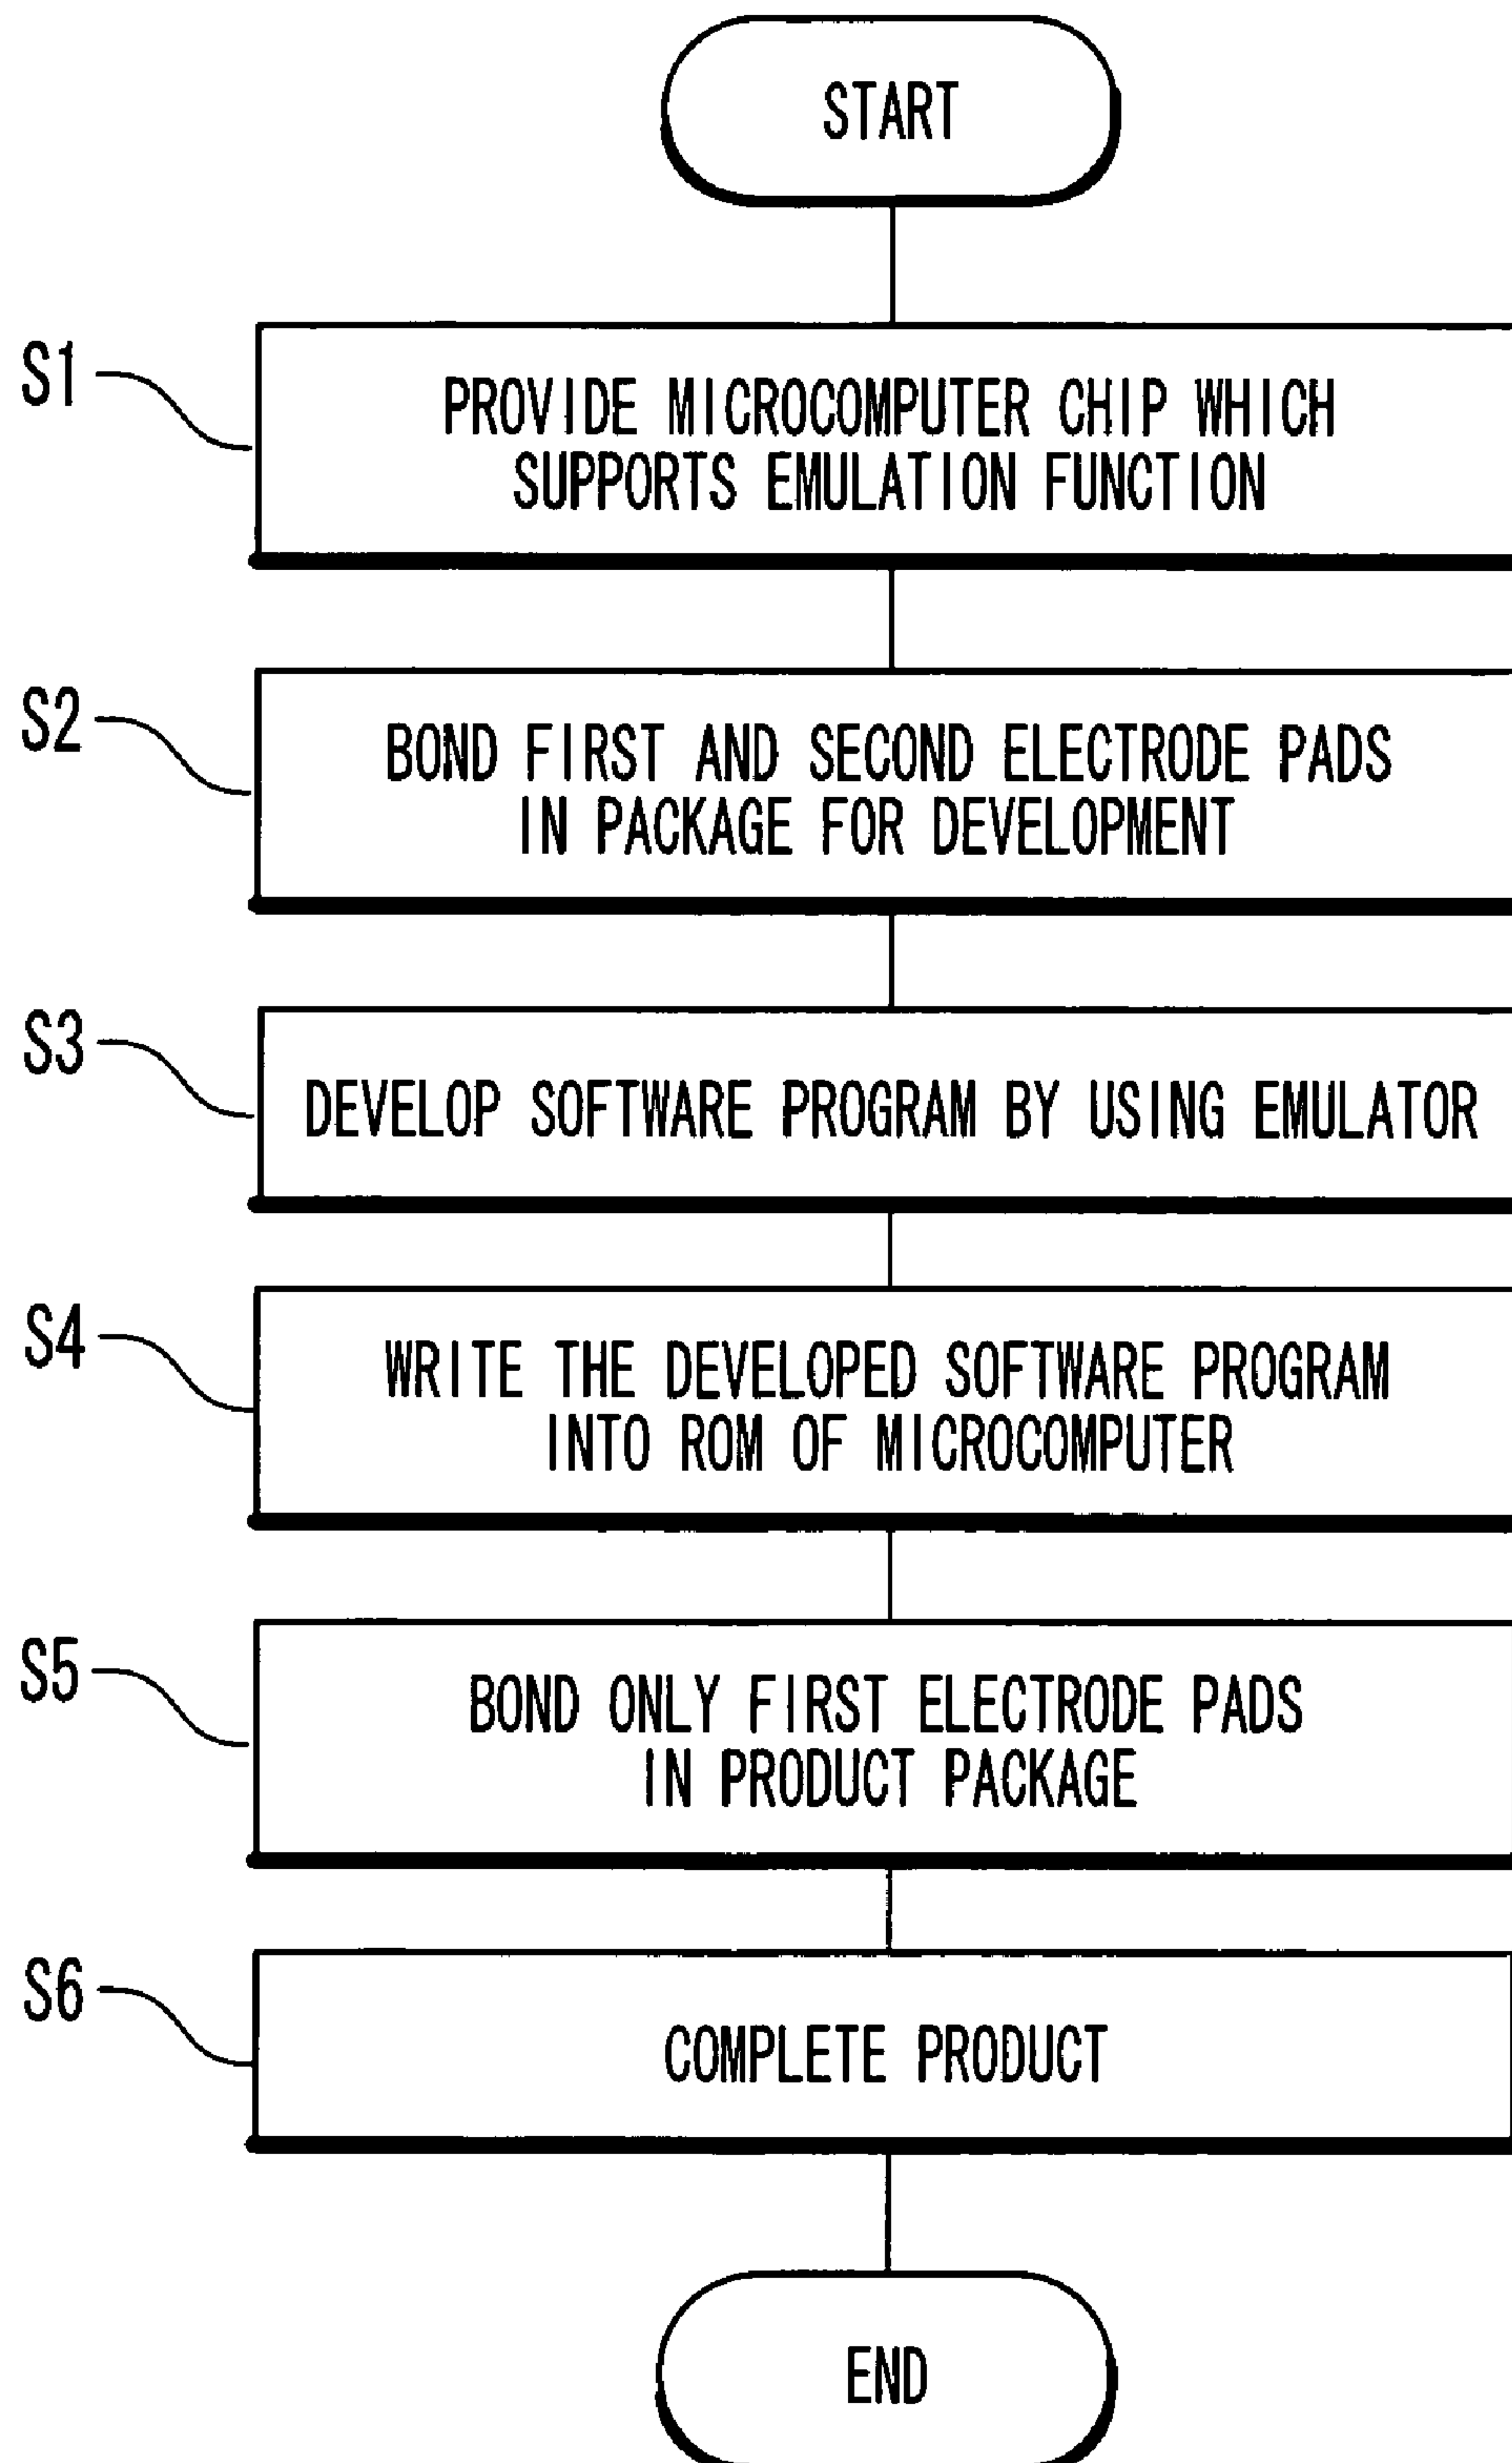 START
S1
PROVIDE MICROCOMPUTER CHIP WHICH
SUPPORTS EMULATION FUNCTION
S2
BOND FIRST AND SECOND ELECTRODE PADS
IN PACKAGE FOR DEVELOPMENT
S3
DEVELOP SOFTWARE PROGRAM BY USING EMULATOR
S4
WRITE THE DEVELOPED SOFTWARE PROGRAM
INTO ROM OF MICROCOMPUTER
S5
BOND ONLY FIRST ELECTRODE PADS
IN PRODUCT PACKAGE
S6
COMPLETE PRODUCT
END